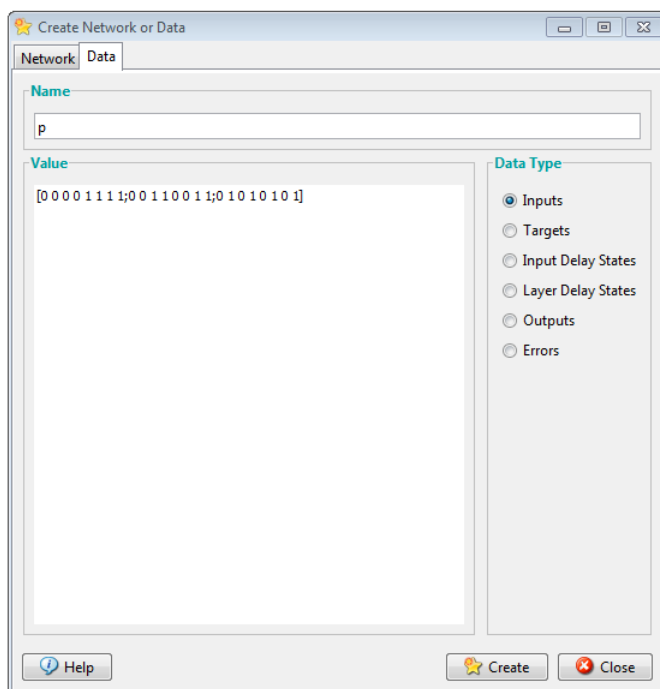 Create Network or Data
Network Data
Name
p
Value
[0 0 0 0 1 1 1 1;0 0 1 1 0 0 1 1;0 1 0 1 0 1 0 1]
Data Type
Inputs
Targets
Input Delay States
Layer Delay States
Outputs
Errors
Help
Create
Close